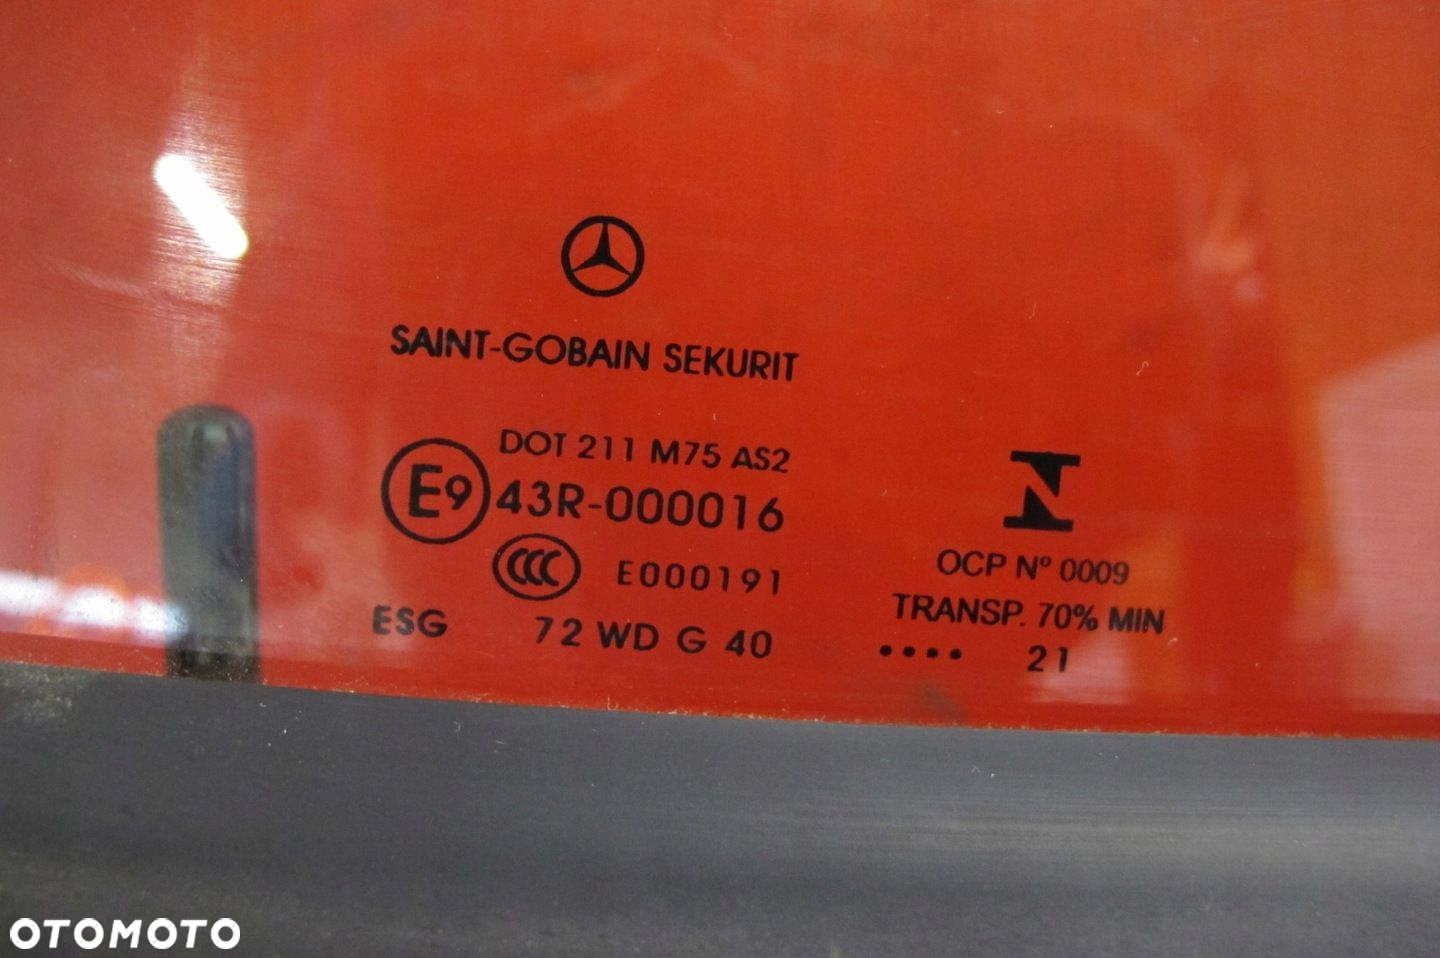 SAINT-GOBAIN SEKURIT
DOT 211 M75 AS2
E9 43R-000016
CCC E000191
ESG 72 WD G 40
N
OCP Nº 0009
TRANSP. 70% MIN
•••• 21
OTOMOTO